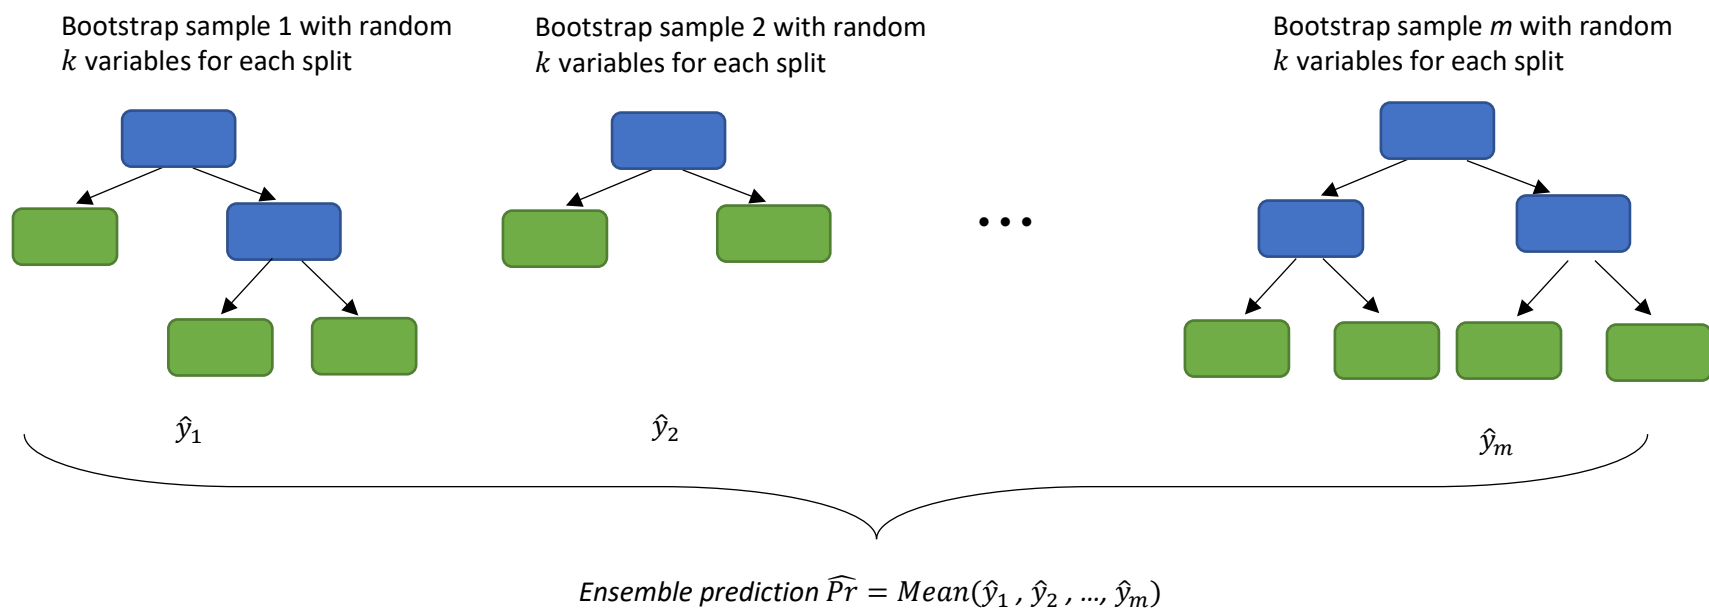 Bootstrap sample 1 with random
k variables for each split
Bootstrap sample 2 with random
k variables for each split
Bootstrap sample m with random
k variables for each split
...
ŷ₁
ŷ₂
ŷₘ
Ensemble prediction P̂r = Mean(ŷ₁ , ŷ₂ , …, ŷₘ)